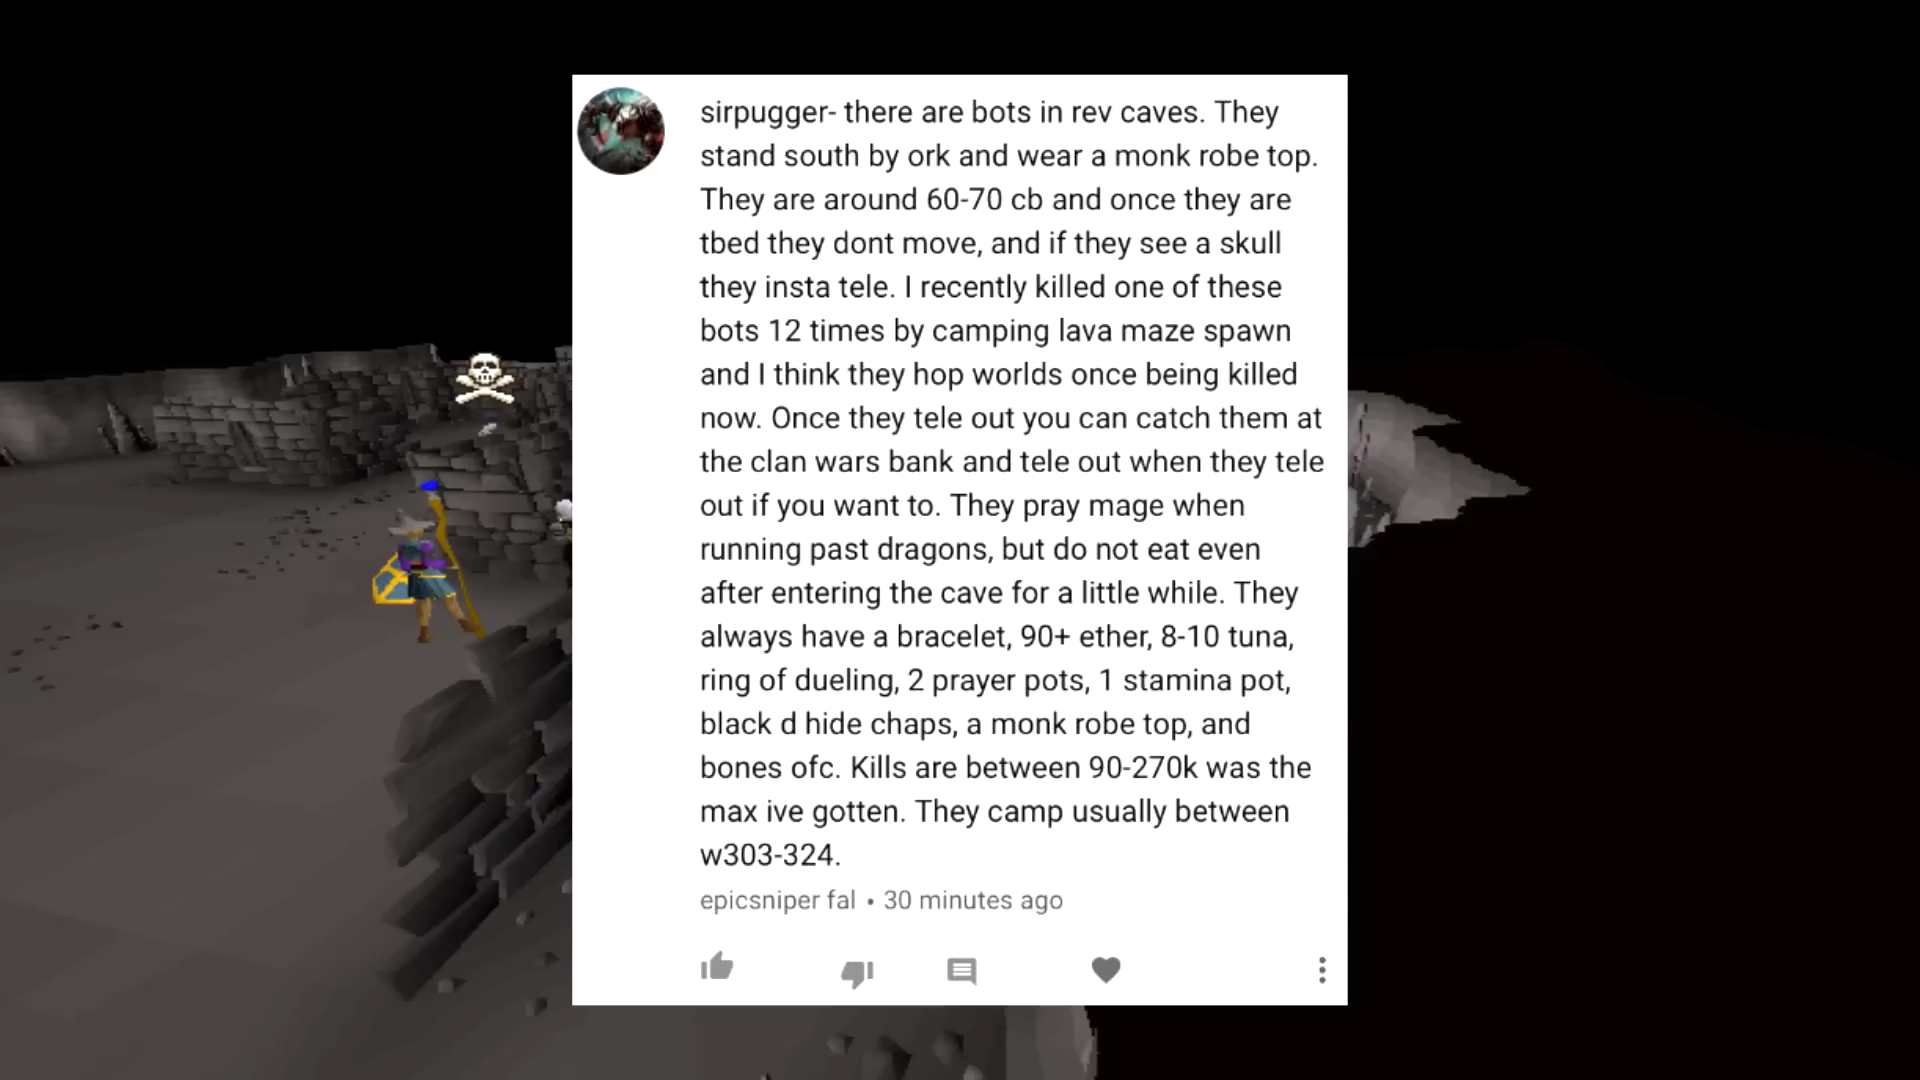 sirpugger- there are bots in rev caves. They
stand south by ork and wear a monk robe top.
They are around 60-70 cb and once they are
tbed they dont move, and if they see a skull
they insta tele. I recently killed one of these
bots 12 times by camping lava maze spawn
and I think they hop worlds once being killed
now. Once they tele out you can catch them at
the clan wars bank and tele out when they tele
out if you want to. They pray mage when
running past dragons, but do not eat even
after entering the cave for a little while. They
always have a bracelet, 90+ ether, 8-10 tuna,
ring of dueling, 2 prayer pots, 1 stamina pot,
black d hide chaps, a monk robe top, and
bones ofc. Kills are between 90-270k was the
max ive gotten. They camp usually between
w303-324.
epicsniper fal • 30 minutes ago